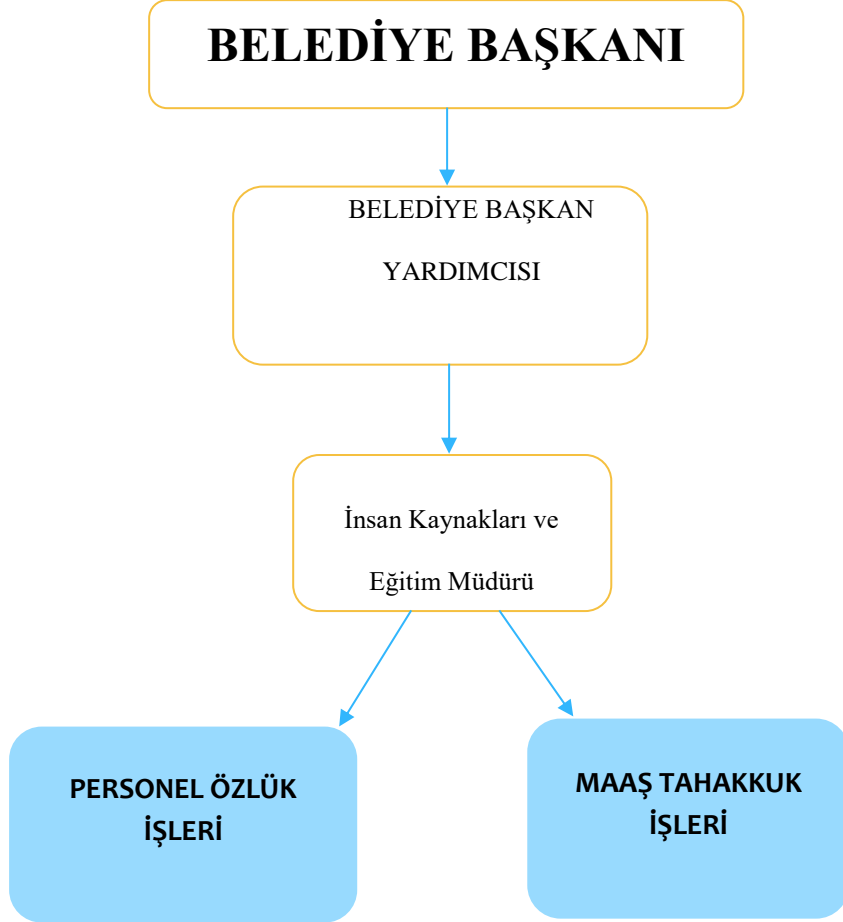 BELEDİYE BAŞKANI
BELEDİYE BAŞKAN
YARDIMCISI
İnsan Kaynakları ve
Eğitim Müdürü
PERSONEL ÖZLÜK
İŞLERİ
MAAŞ TAHAKKUK
İŞLERİ